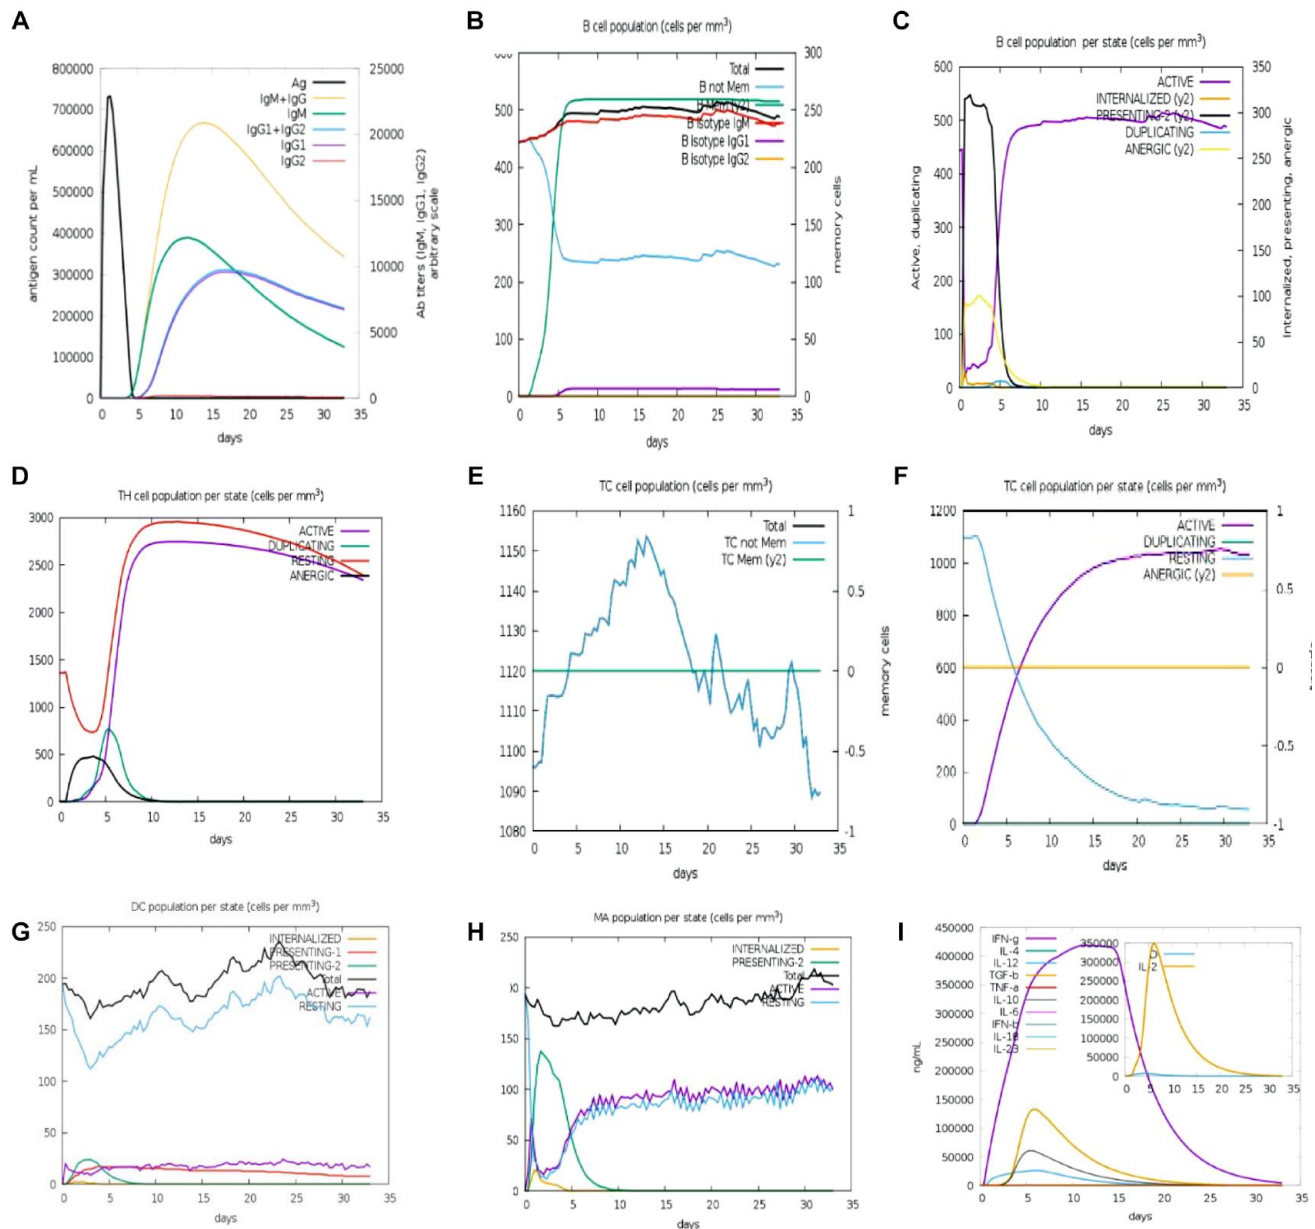 A
Ag
IgM+IgG
IgM
IgG1+IgG2
IgG1
IgG2
800000
700000
600000
500000
400000
300000
200000
100000
0
25000
20000
15000
10000
5000
0
0 5 10 15 20 25 30 35
antigen count per mL
Ab titers (IgM, IgG1, IgG2)
arbitrary scale
days
B
B cell population (cells per mm³)
Total
B not Mem
B Mem (y2)
B isotype IgM
B isotype IgG1
B isotype IgG2
500
400
300
200
100
0
300
250
200
150
100
50
0
0 5 10 15 20 25 30 35
memory cells
days
C
B cell population per state (cells per mm³)
ACTIVE
INTERNALIZED (y2)
PRESENTING-2 (y2)
DUPLICATING
ANERGIC (y2)
600
500
400
300
200
100
0
350
300
250
200
150
100
50
0
0 5 10 15 20 25 30 35
Active, duplicating
Internalized, presenting, anergic
days
D
TH cell population per state (cells per mm³)
ACTIVE
DUPLICATING
RESTING
ANERGIC
3000
2500
2000
1500
1000
500
0
0 5 10 15 20 25 30 35
days
E
TC cell population (cells per mm³)
Total
TC not Mem
TC Mem (y2)
1160
1150
1140
1130
1120
1110
1100
1090
1080
1
0.5
0
-0.5
-1
0 5 10 15 20 25 30 35
memory cells
days
F
TC cell population per state (cells per mm³)
ACTIVE
DUPLICATING
RESTING
ANERGIC (y2)
1200
1000
800
600
400
200
0
1
0.5
0
-0.5
-1
0 5 10 15 20 25 30 35
days
G
DC population per state (cells per mm³)
INTERNALIZED
PRESENTING-1
PRESENTING-2
Total
ACTIVE
RESTING
250
200
150
100
50
0
0 5 10 15 20 25 30 35
days
H
MA population per state (cells per mm³)
INTERNALIZED
PRESENTING-2
Total
ACTIVE
RESTING
250
150
100
50
0
0 5 10 15 20 25 30 35
days
I
IFN-g
IL-4
IL-12
TGF-b
TNF-a
IL-10
IL-6
IFN-b
IL-18
IL-23
450000
400000
350000
300000
250000
200000
150000
100000
50000
0
ng/mL
0 5 10 15 20 25 30 35
days
D
IL-2
350000
300000
250000
200000
150000
100000
50000
0
0 5 10 15 20 25 30 35